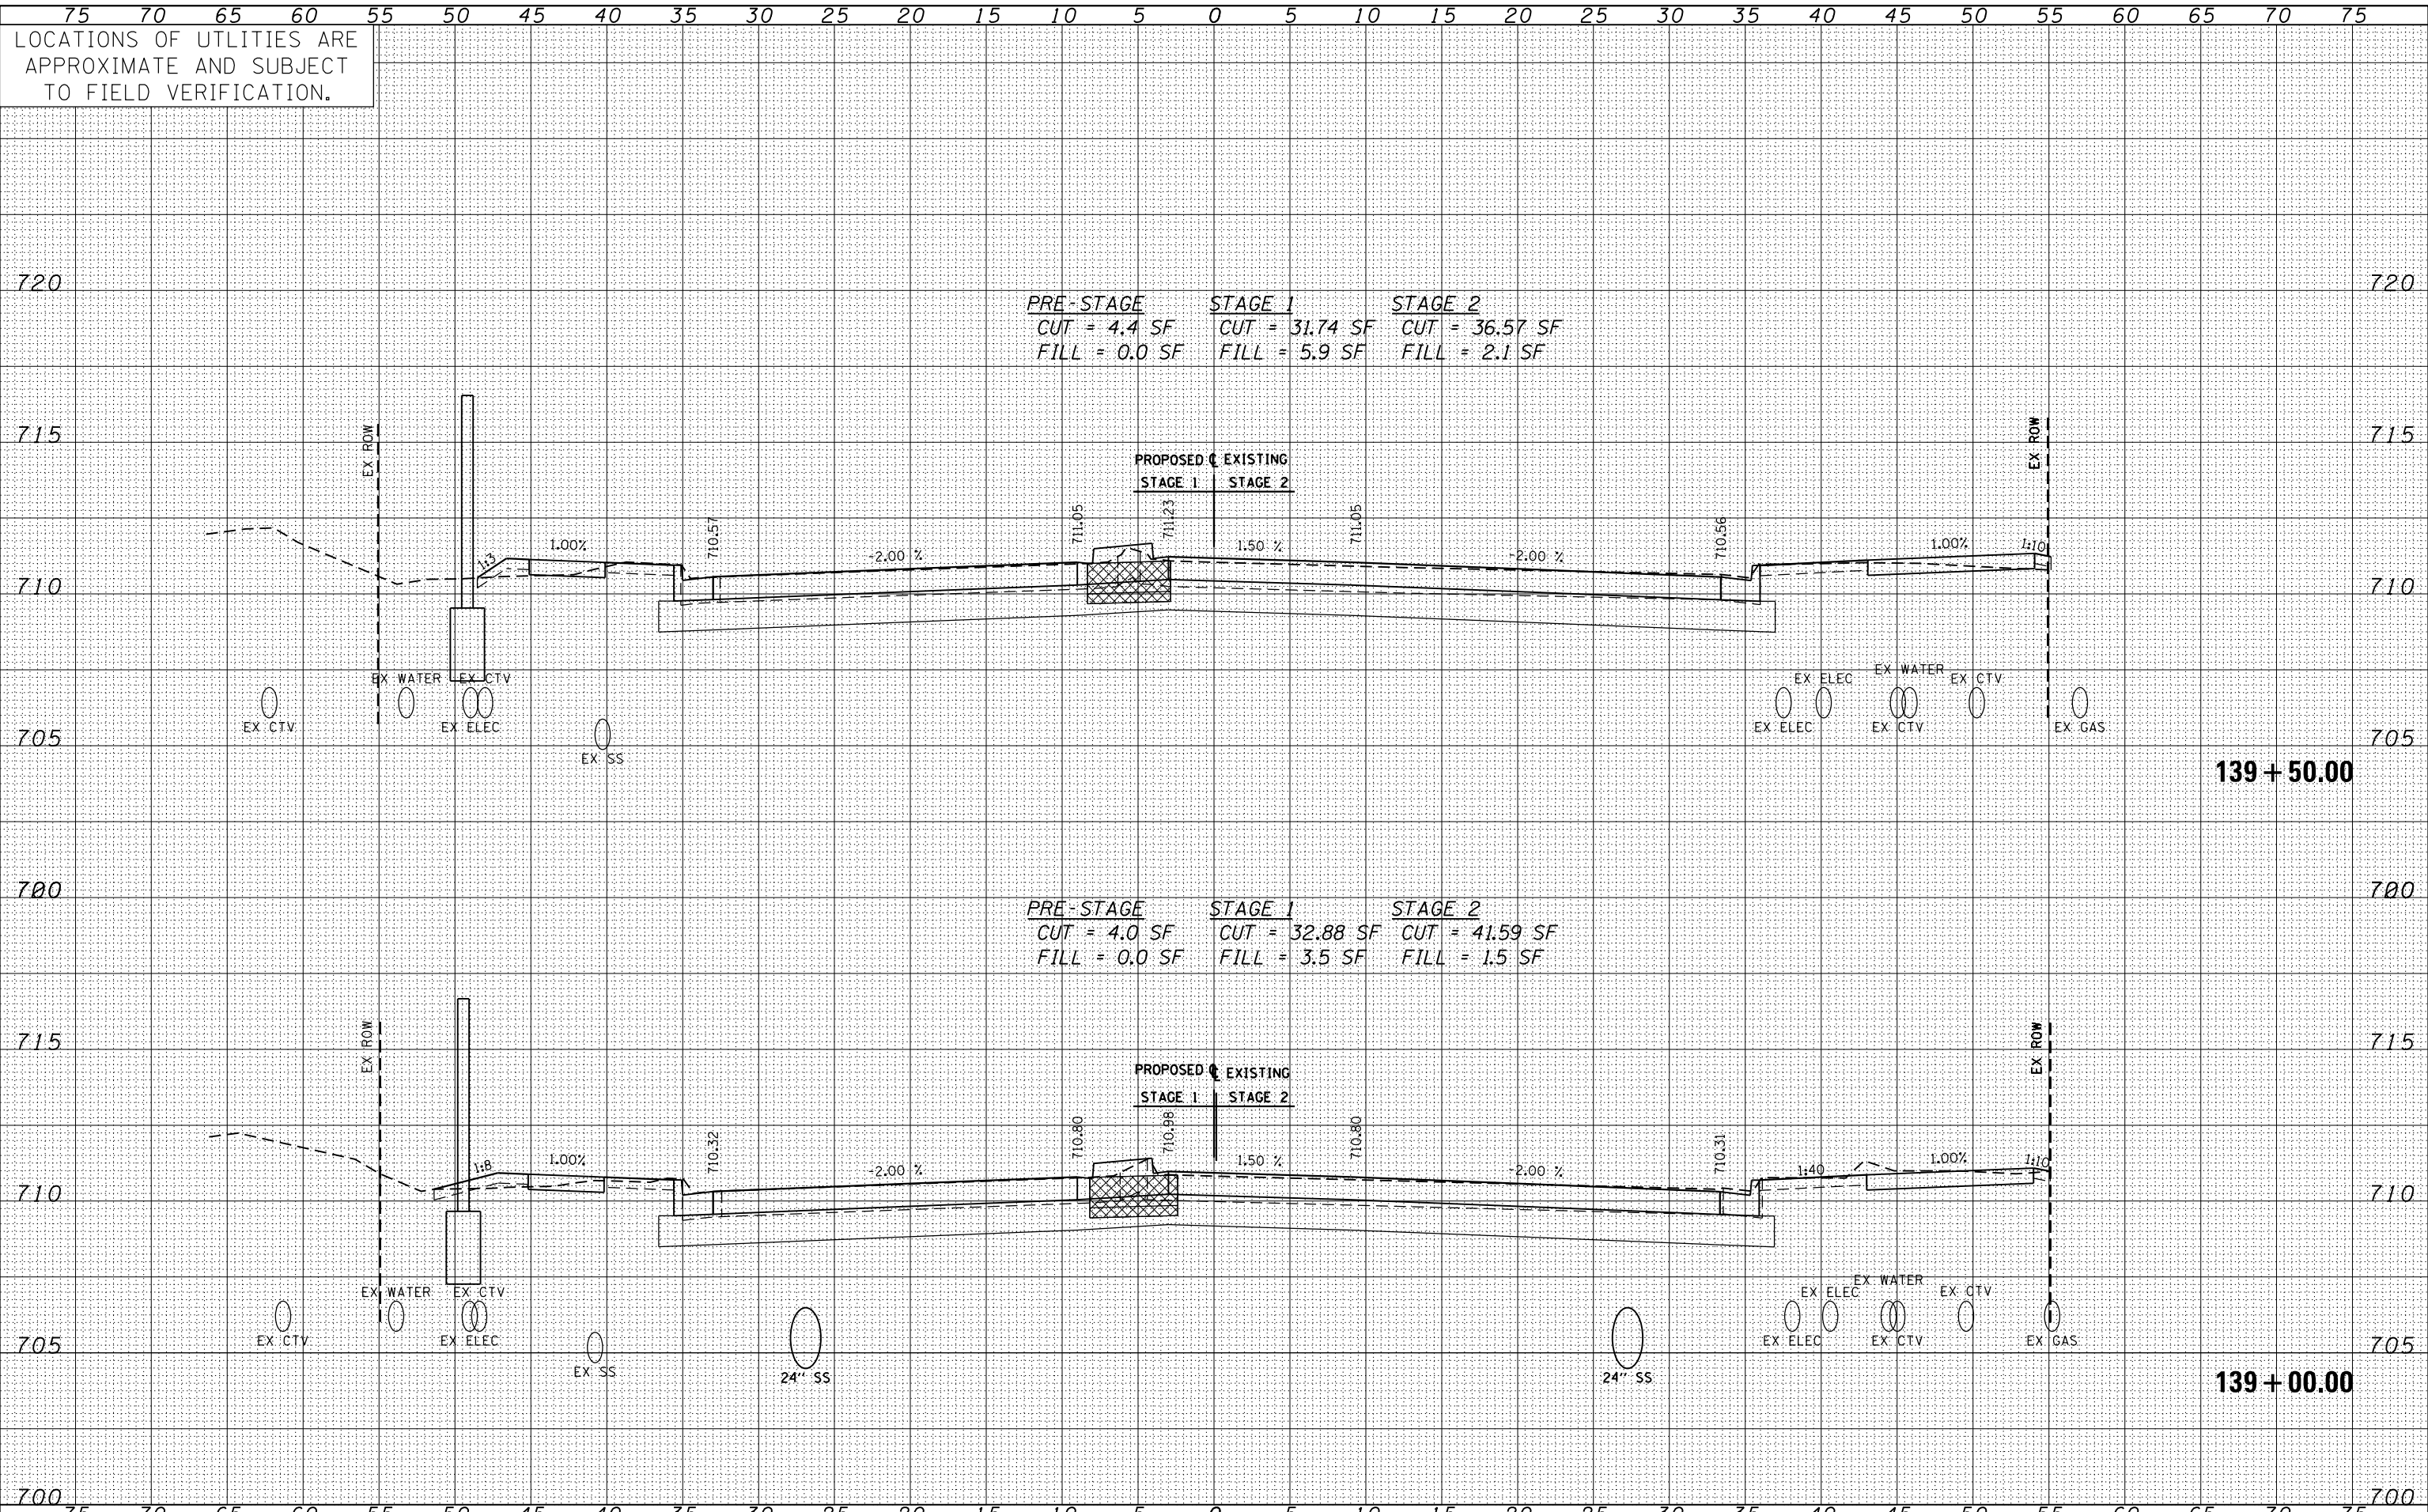 75 70 65 60 55 50 45 40 35 30 25 20 15 10 5 0 5 10 15 20 25 30 35 40 45 50 55 60 65 70 75
LOCATIONS OF UTLITIES ARE
APPROXIMATE AND SUBJECT
TO FIELD VERIFICATION.
720 720
PRE-STAGE STAGE 1 STAGE 2
CUT = 4.4 SF CUT = 31.74 SF CUT = 36.57 SF
FILL = 0.0 SF FILL = 5.9 SF FILL = 2.1 SF
715 715
EX ROW EX ROW
PROPOSED ℄ EXISTING
STAGE 1 STAGE 2
710.57 711.05 711.23 711.05 710.56
1:3 1.00% -2.00 % 1.50 % -2.00 % 1.00% 1:10
710 710
EX WATER EX CTV EX ELEC EX WATER EX CTV
EX CTV EX ELEC EX ELEC EX CTV EX GAS
705 705
EX SS
139+50.00
700 700
PRE-STAGE STAGE 1 STAGE 2
CUT = 4.0 SF CUT = 32.88 SF CUT = 41.59 SF
FILL = 0.0 SF FILL = 3.5 SF FILL = 1.5 SF
715 715
EX ROW EX ROW
PROPOSED ℄ EXISTING
STAGE 1 STAGE 2
710.32 710.80 710.98 710.80 710.31
1:8 1.00% -2.00 % 1.50 % -2.00 % 1:40 1.00% 1:10
710 710
EX WATER EX CTV EX ELEC EX WATER EX CTV
EX CTV EX ELEC EX ELEC EX CTV EX GAS
705 705
EX SS 24'' SS 24'' SS
139+00.00
700 700
75 70 65 60 55 50 45 40 35 30 25 20 15 10 5 0 5 10 15 20 25 30 35 40 45 50 55 60 65 70 75